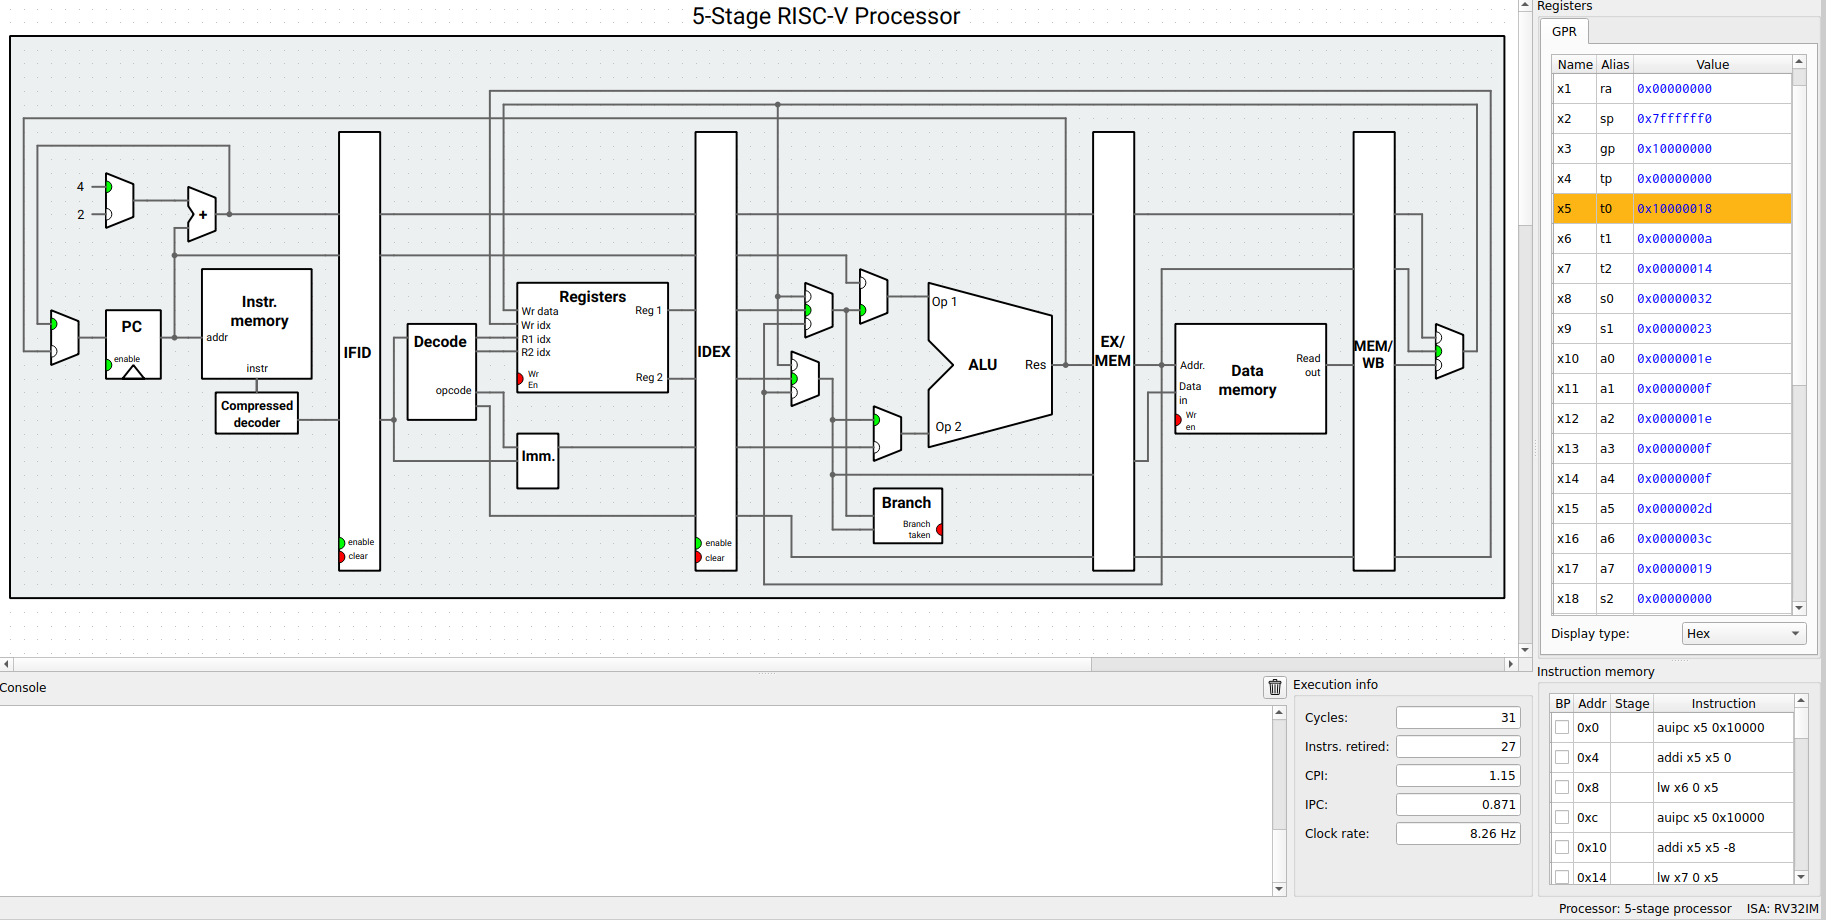 5-Stage RISC-V Processor
4
2
+
PC
enable
Instr.
memory
addr
instr
Compressed
decoder
IFID
enable
clear
Decode
opcode
Registers
Wr data
Wr idx
R1 idx
R2 idx
Wr
En
Reg 1
Reg 2
Imm.
IDEX
enable
clear
Op 1
ALU
Res
Op 2
Branch
Branch
taken
EX/
MEM
Addr.
Data
in
Wr
en
Data
memory
Read
out
MEM/
WB
Registers
GPR
Name Alias Value
x1 ra 0x00000000
x2 sp 0x7ffffff0
x3 gp 0x10000000
x4 tp 0x00000000
x5 t0 0x10000018
x6 t1 0x0000000a
x7 t2 0x00000014
x8 s0 0x00000032
x9 s1 0x00000023
x10 a0 0x0000001e
x11 a1 0x0000000f
x12 a2 0x0000001e
x13 a3 0x0000000f
x14 a4 0x0000000f
x15 a5 0x0000002d
x16 a6 0x0000003c
x17 a7 0x00000019
x18 s2 0x00000000
Display type: Hex
Console
Execution info
Cycles: 31
Instrs. retired: 27
CPI: 1.15
IPC: 0.871
Clock rate: 8.26 Hz
Instruction memory
BP Addr Stage Instruction
0x0 auipc x5 0x10000
0x4 addi x5 x5 0
0x8 lw x6 0 x5
0xc auipc x5 0x10000
0x10 addi x5 x5 -8
0x14 lw x7 0 x5
Processor: 5-stage processor ISA: RV32IM